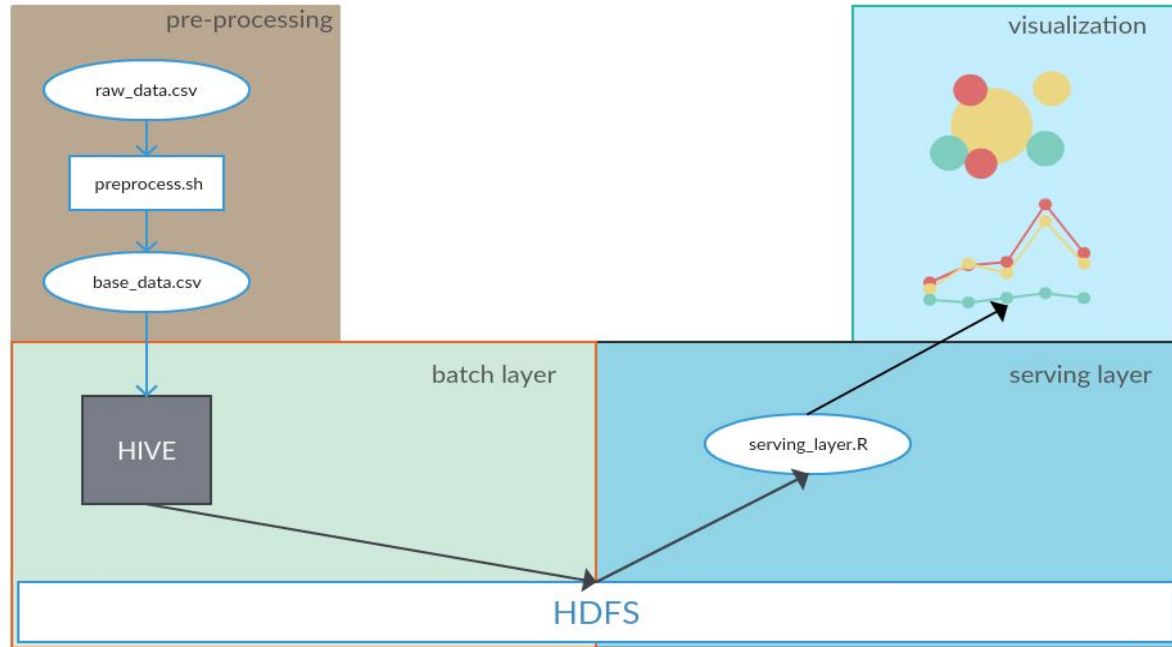 pre-processing
raw_data.csv
preprocess.sh
base_data.csv
visualization
batch layer
HIVE
serving layer
serving_layer.R
HDFS